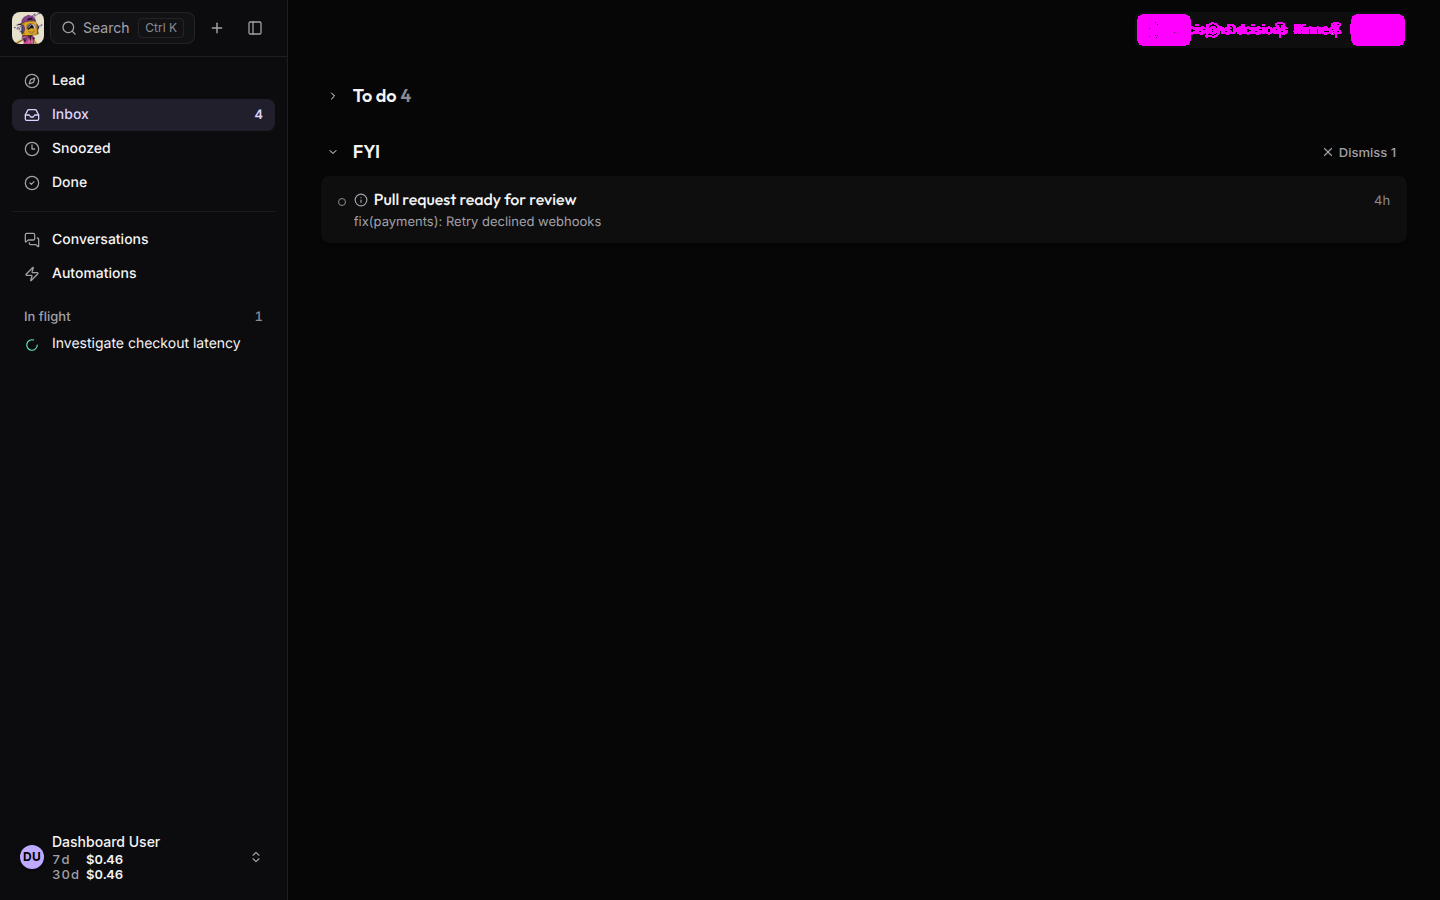 Search Ctrl K
Lead
Inbox 4
Snoozed
Done
Conversations
Automations
In flight 1
Investigate checkout latency
DU Dashboard User
7d $0.46
30d $0.46
To do 4
FYI
Dismiss 1
Pull request ready for review 4h
fix(payments): Retry declined webhooks